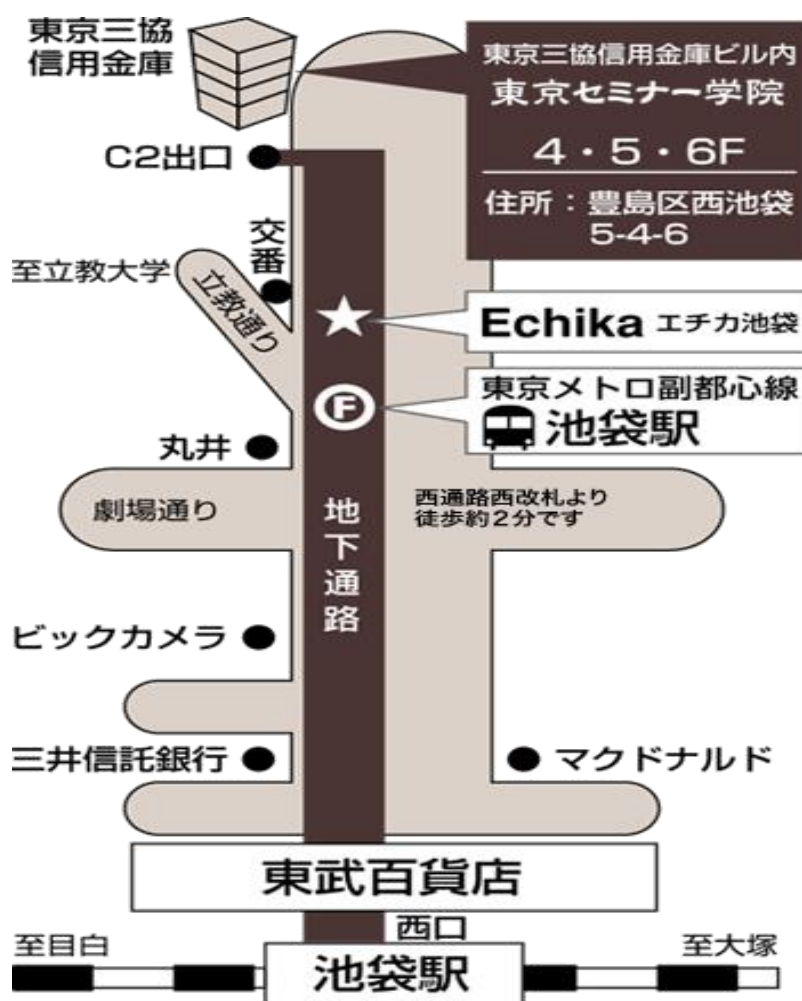 東京三協
信用金庫
東京三協信用金庫ビル内
東京セミナー学院
4・5・6F
住所：豊島区西池袋
5-4-6
C2出口
交番
至立教大学
立教通り
Echika エチカ池袋
F
東京メトロ副都心線
池袋駅
丸井
劇場通り
地下通路
西通路西改札より
徒歩約2分です
ビックカメラ
三井信託銀行
マクドナルド
東武百貨店
西口
至目白
池袋駅
至大塚